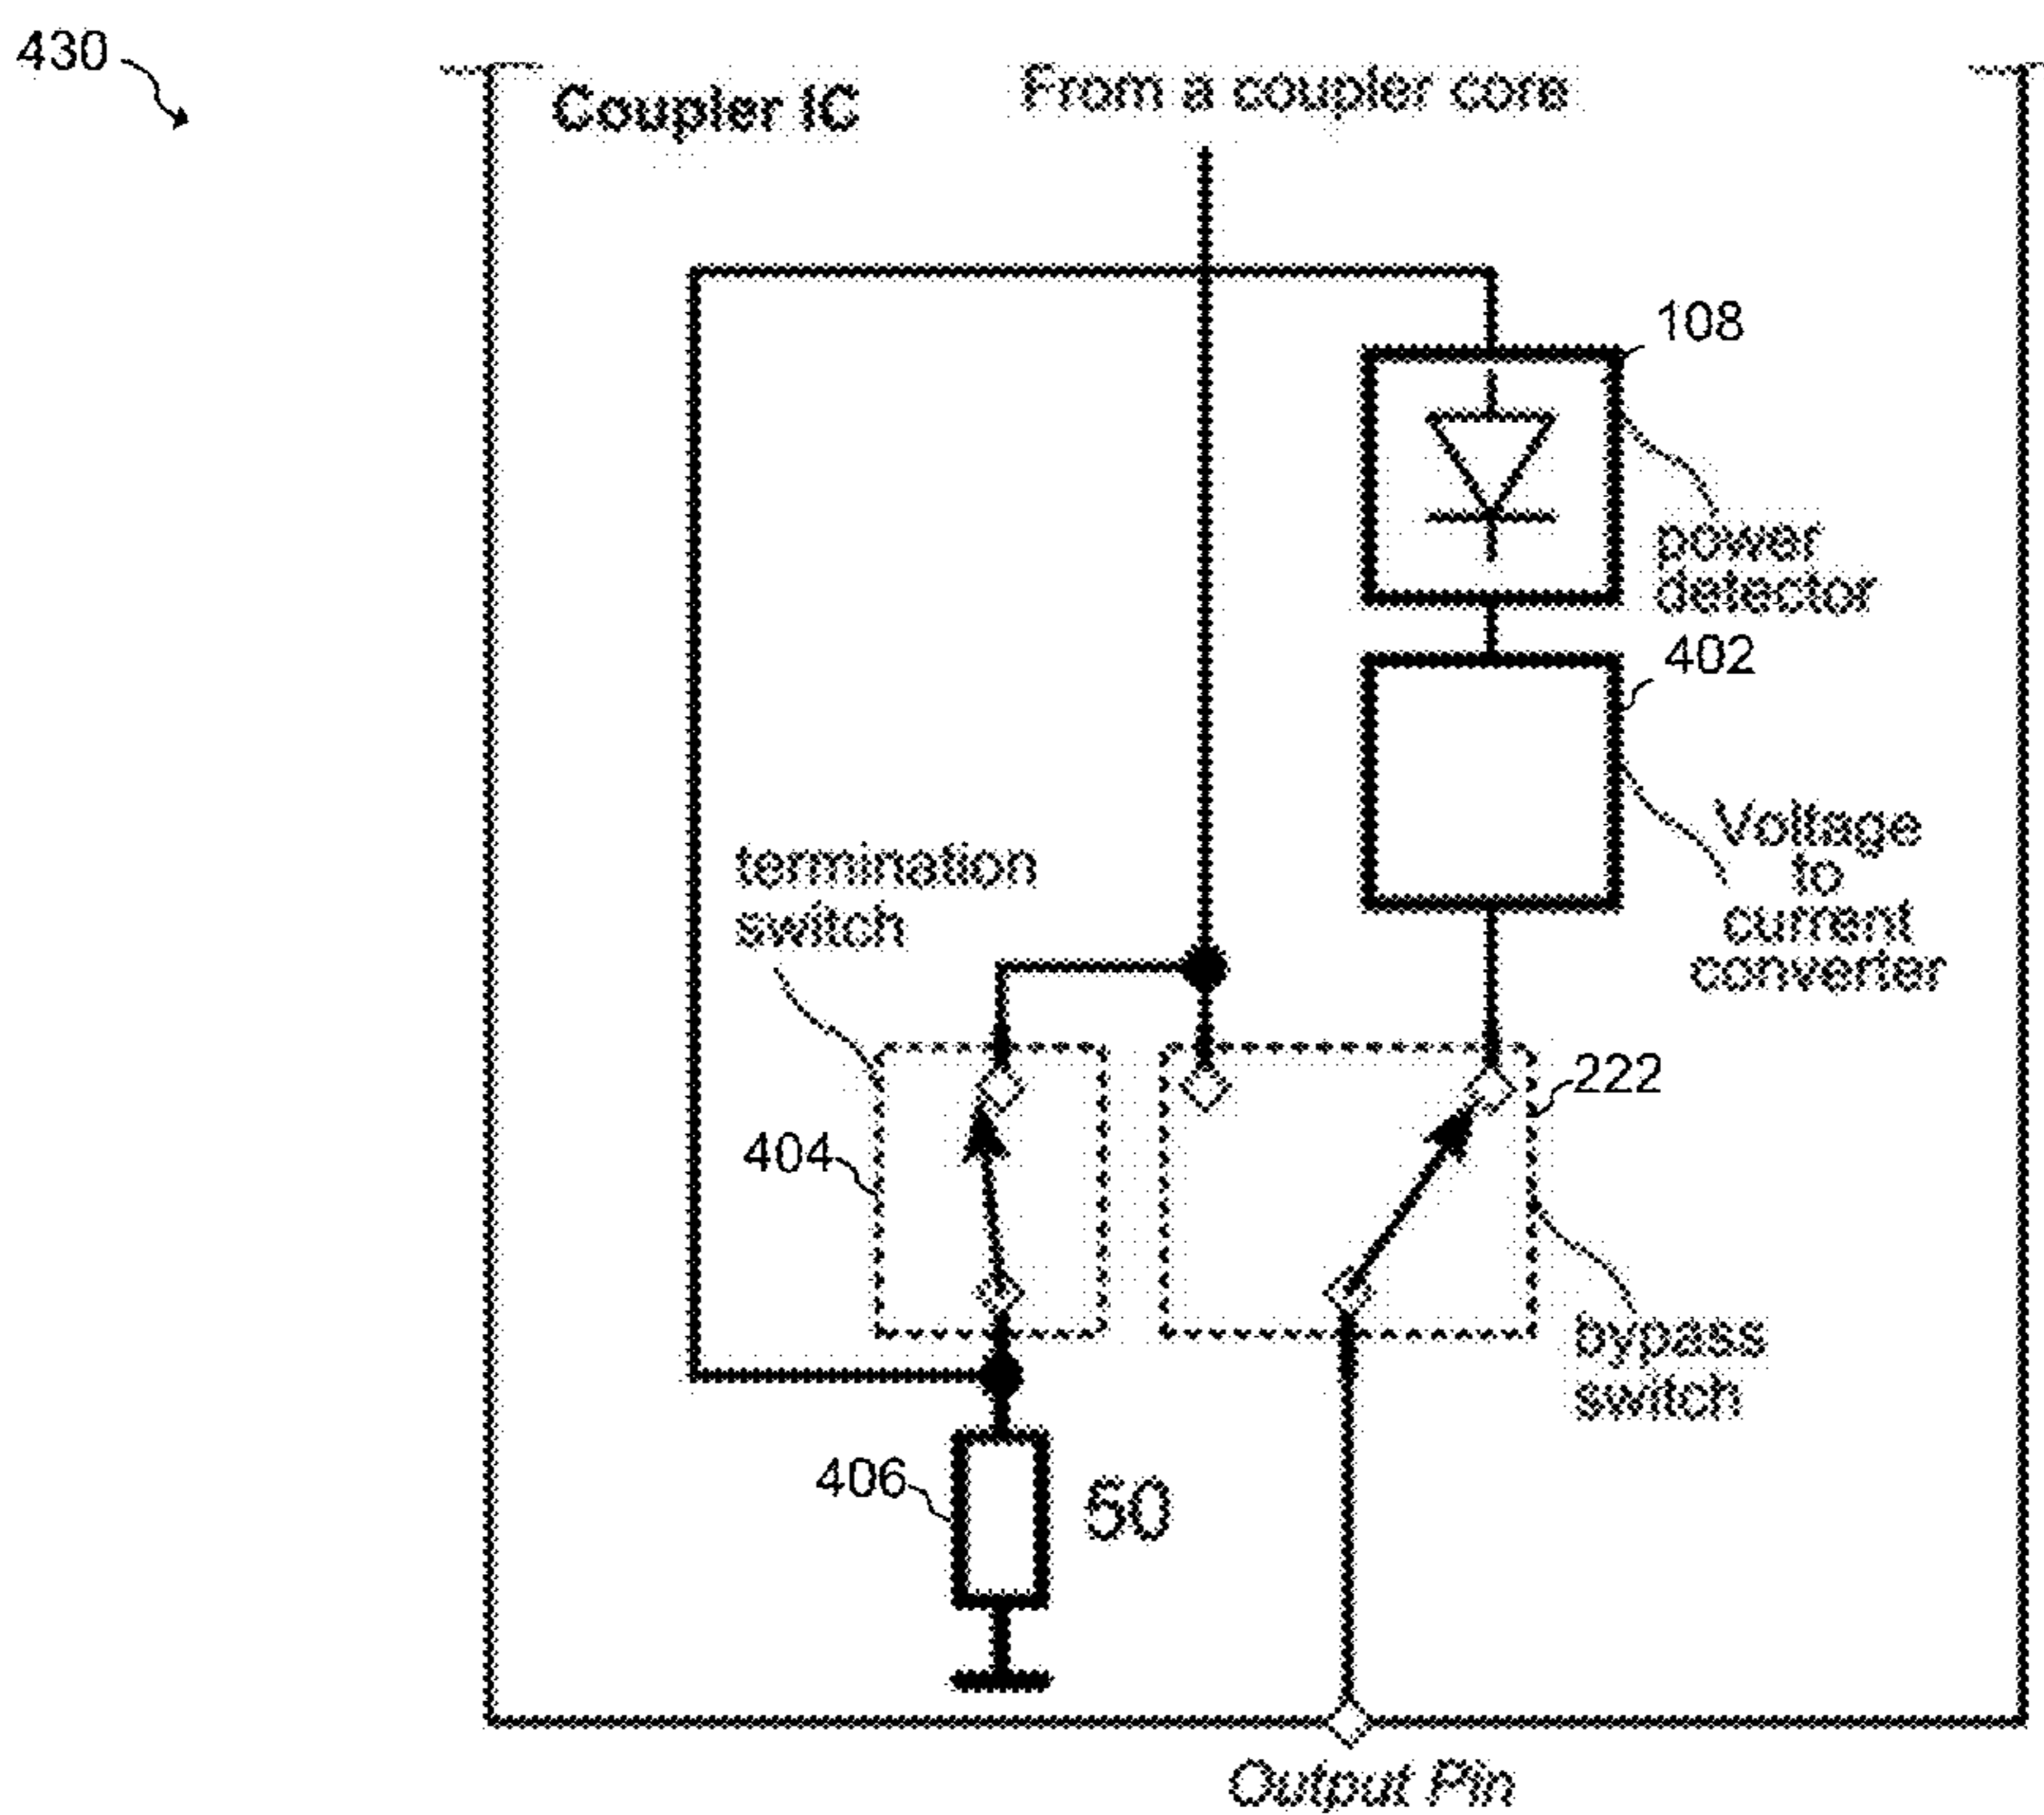 430
Coupler IC
From a coupler core
108
power
detector
402
Voltage
to
current
converter
termination
switch
222
404
bypass
switch
406
50
Output Pin